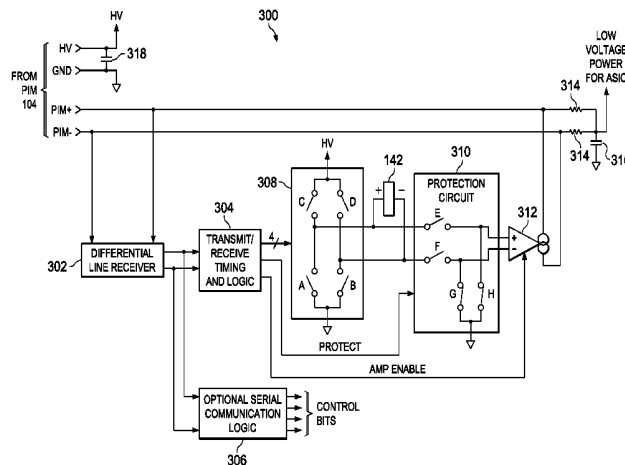 HV
300
LOW
VOLTAGE
POWER
FOR ASIC
HV
318
GND
FROM
PIM
104
PIM+
PIM-
314
314
316
HV
142
310
308
C
D
+
−
PROTECTION
CIRCUIT
304
312
TRANSMIT/
RECEIVE
TIMING
AND LOGIC
4
E
F
+
-
DIFFERENTIAL
LINE RECEIVER
302
A
B
G
H
PROTECT
AMP ENABLE
OPTIONAL SERIAL
COMMUNICATION
LOGIC
CONTROL
BITS
306